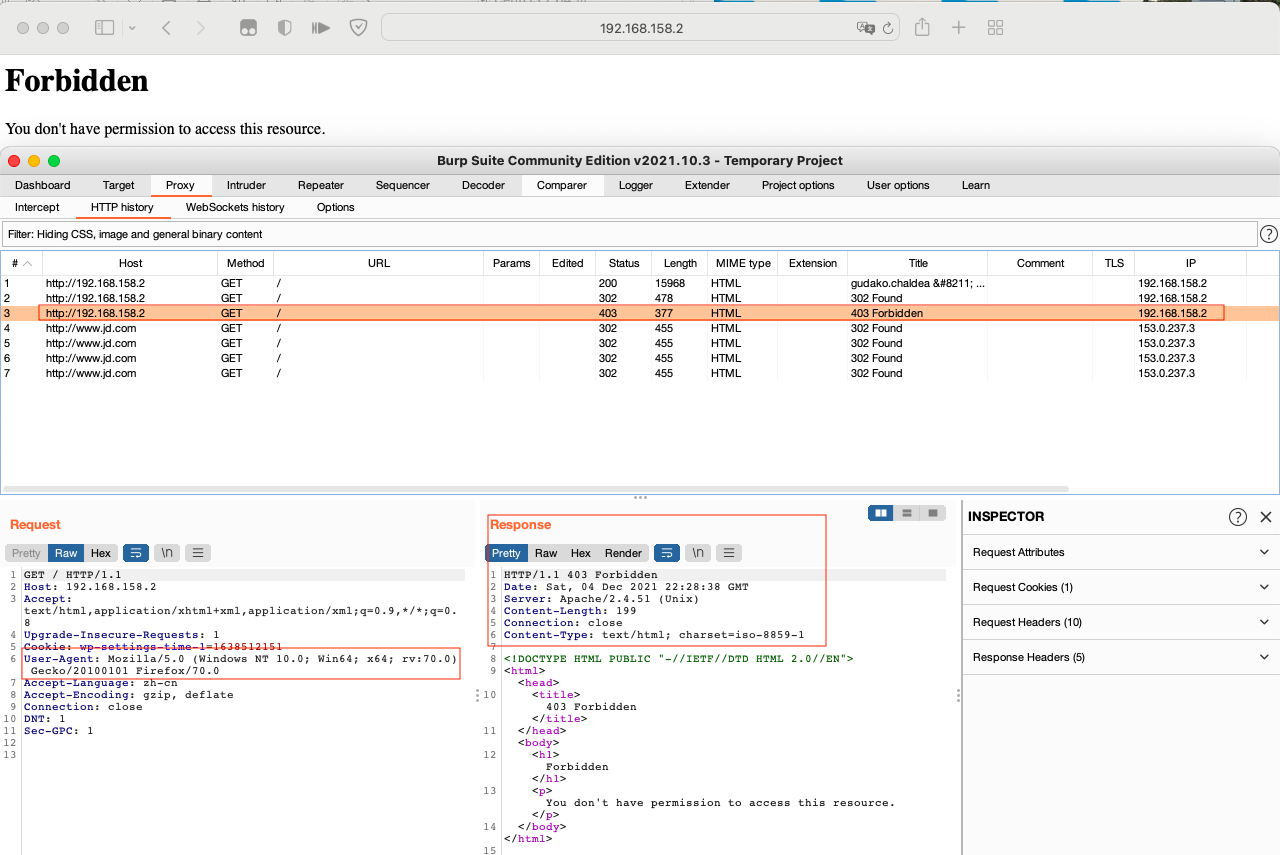 192.168.158.2
Forbidden
You don't have permission to access this resource.
Burp Suite Community Edition v2021.10.3 - Temporary Project
Dashboard Target Proxy Intruder Repeater Sequencer Decoder Comparer Logger Extender Project options User options Learn
Intercept HTTP history WebSockets history Options
Filter: Hiding CSS, image and general binary content ?
# Host Method URL Params Edited Status Length MIME type Extension Title Comment TLS IP
1 http://192.168.158.2 GET / 200 15968 HTML gudako.chaldea &#8211; ... 192.168.158.2
2 http://192.168.158.2 GET / 302 478 HTML 302 Found 192.168.158.2
3 http://192.168.158.2 GET / 403 377 HTML 403 Forbidden 192.168.158.2
4 http://www.jd.com GET / 302 455 HTML 302 Found 153.0.237.3
5 http://www.jd.com GET / 302 455 HTML 302 Found 153.0.237.3
6 http://www.jd.com GET / 302 455 HTML 302 Found 153.0.237.3
7 http://www.jd.com GET / 302 455 HTML 302 Found 153.0.237.3
Request
Pretty Raw Hex \n
1 GET / HTTP/1.1
2 Host: 192.168.158.2
3 Accept:
text/html,application/xhtml+xml,application/xml;q=0.9,*/*;q=0.
8
4 Upgrade-Insecure-Requests: 1
5 Cookie: wp-settings-time-1=1638512151
6 User-Agent: Mozilla/5.0 (Windows NT 10.0; Win64; x64; rv:70.0)
Gecko/20100101 Firefox/70.0
7 Accept-Language: zh-cn
8 Accept-Encoding: gzip, deflate
9 Connection: close
10 DNT: 1
11 Sec-GPC: 1
12
13
Response
Pretty Raw Hex Render \n
1 HTTP/1.1 403 Forbidden
2 Date: Sat, 04 Dec 2021 22:28:38 GMT
3 Server: Apache/2.4.51 (Unix)
4 Content-Length: 199
5 Connection: close
6 Content-Type: text/html; charset=iso-8859-1
7
8 <!DOCTYPE HTML PUBLIC "-//IETF//DTD HTML 2.0//EN">
9 <html>
<head>
10 <title>
403 Forbidden
</title>
11 </head>
<body>
12 <h1>
Forbidden
</h1>
13 <p>
You don't have permission to access this resource.
</p>
14 </body>
</html>
15
INSPECTOR ?
Request Attributes
Request Cookies (1)
Request Headers (10)
Response Headers (5)